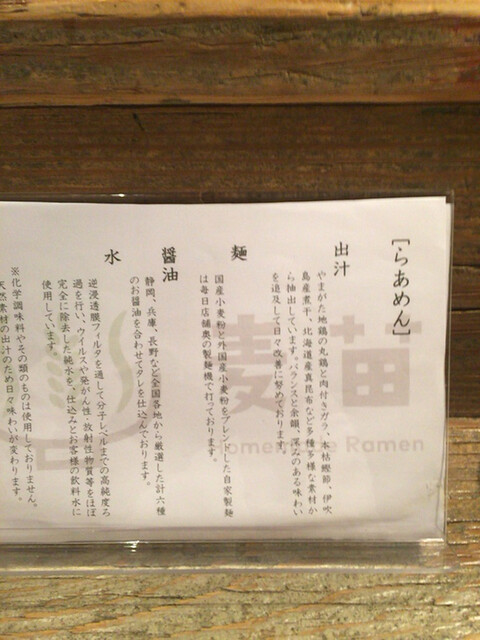 [らあめん]
出汁
やまがた地鶏の丸鶏と肉付きガラ、本枯鰹節、伊吹
島産煮干、北海道産真昆布など多種多様な素材か
ら抽出しています。バランスと余韻、深みのある味わい
を追及して日々改善に努めております。
麺
国産小麦粉と外国産小麦粉をブレンドした自家製麺
は毎日店舗奥の製麺機で打っております。
醤油
静岡、兵庫、長野など全国各地から厳選した計六種
のお醤油を合わせてタレを仕込んでおります。
水
逆浸透膜フィルタを通して分子レベルまでの高純度ろ
過を行い、ウイルスや発がん性・放射性物質等をほぼ
完全に除去した純水を、仕込みとお客様の飲料水に
使用しています。
※化学調味料やその類のものは使用しておりません。
天然素材の出汁のため日々味わいが変わります。
麦苗
Ramen